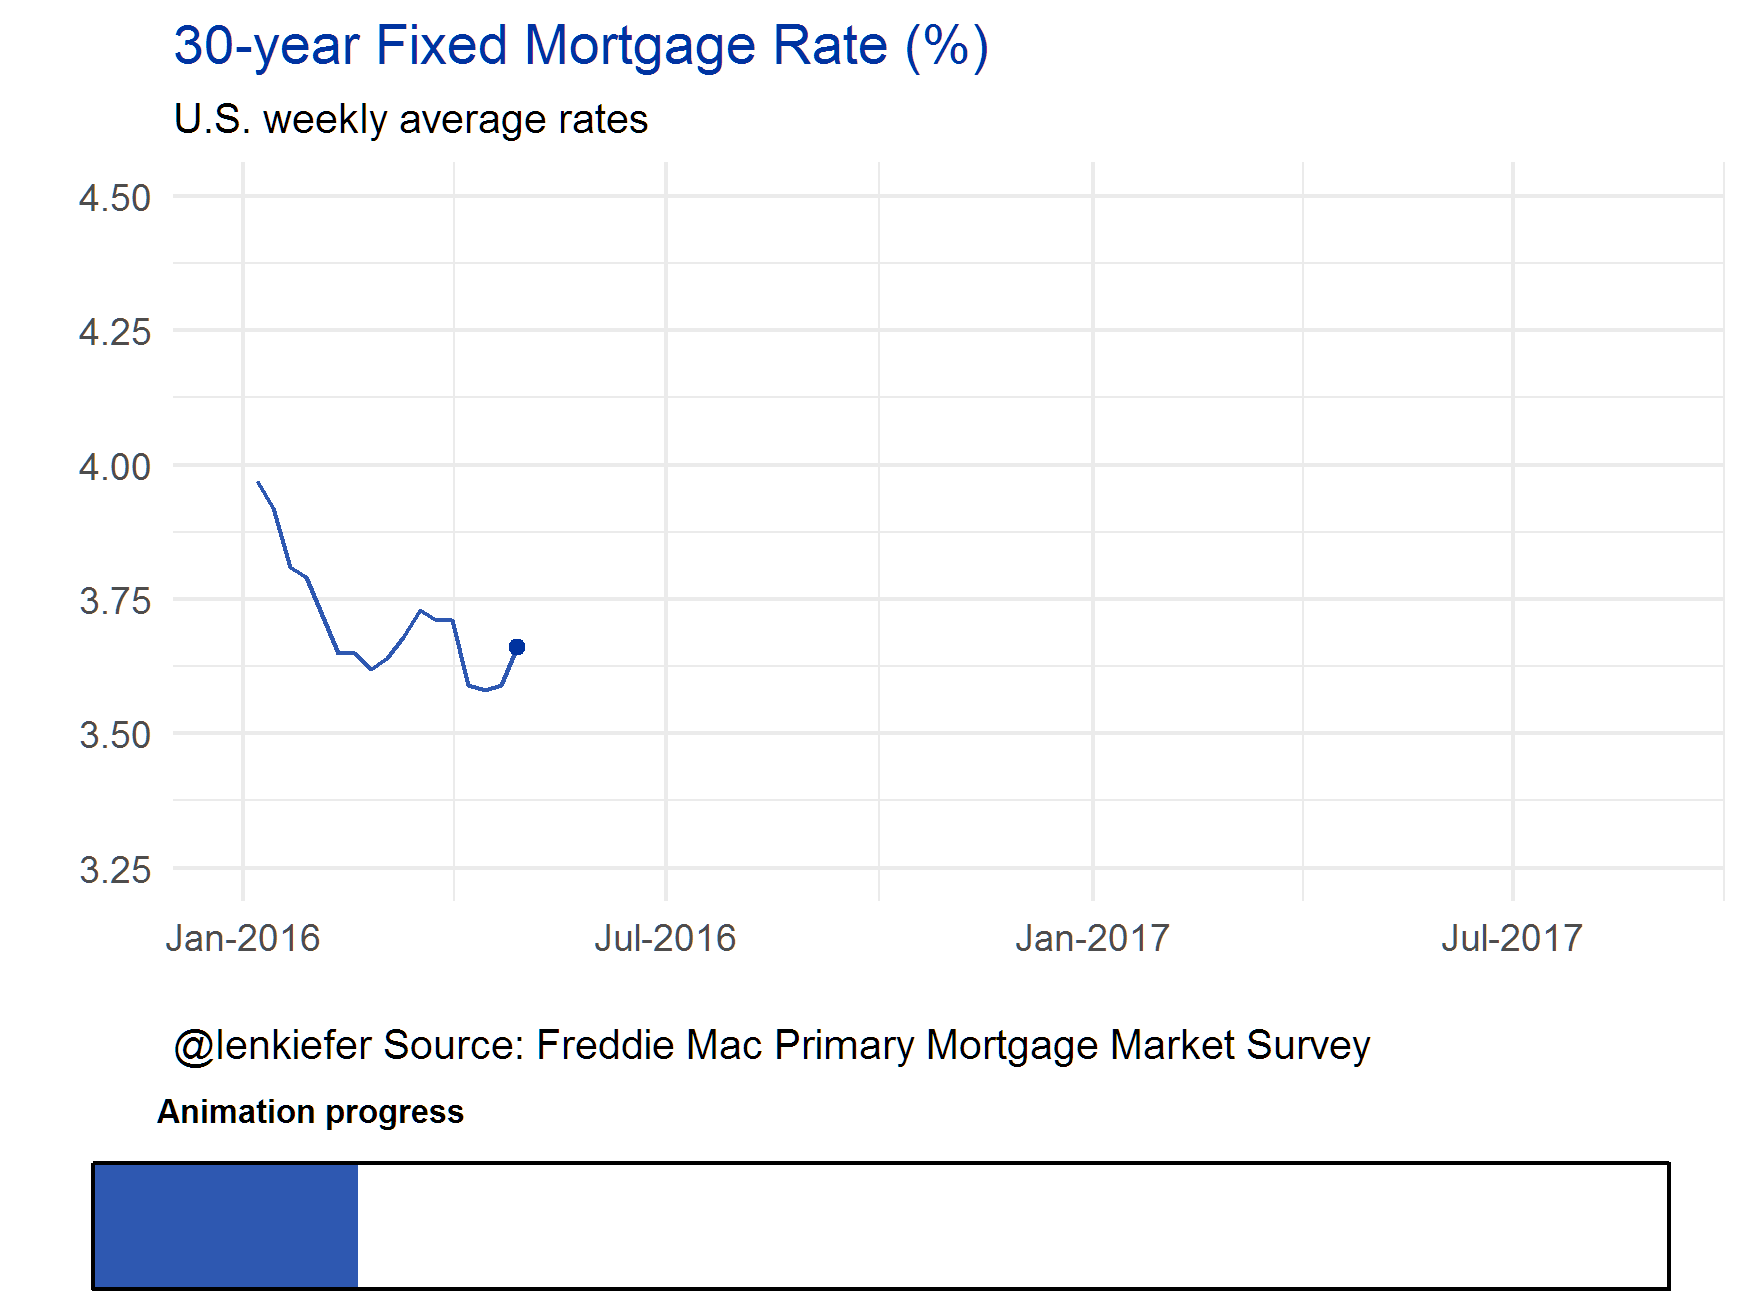 30-year Fixed Mortgage Rate (%)
U.S. weekly average rates
4.50
4.25
4.00
3.75
3.50
3.25
Jan-2016 Jul-2016 Jan-2017 Jul-2017
@lenkiefer Source: Freddie Mac Primary Mortgage Market Survey
Animation progress